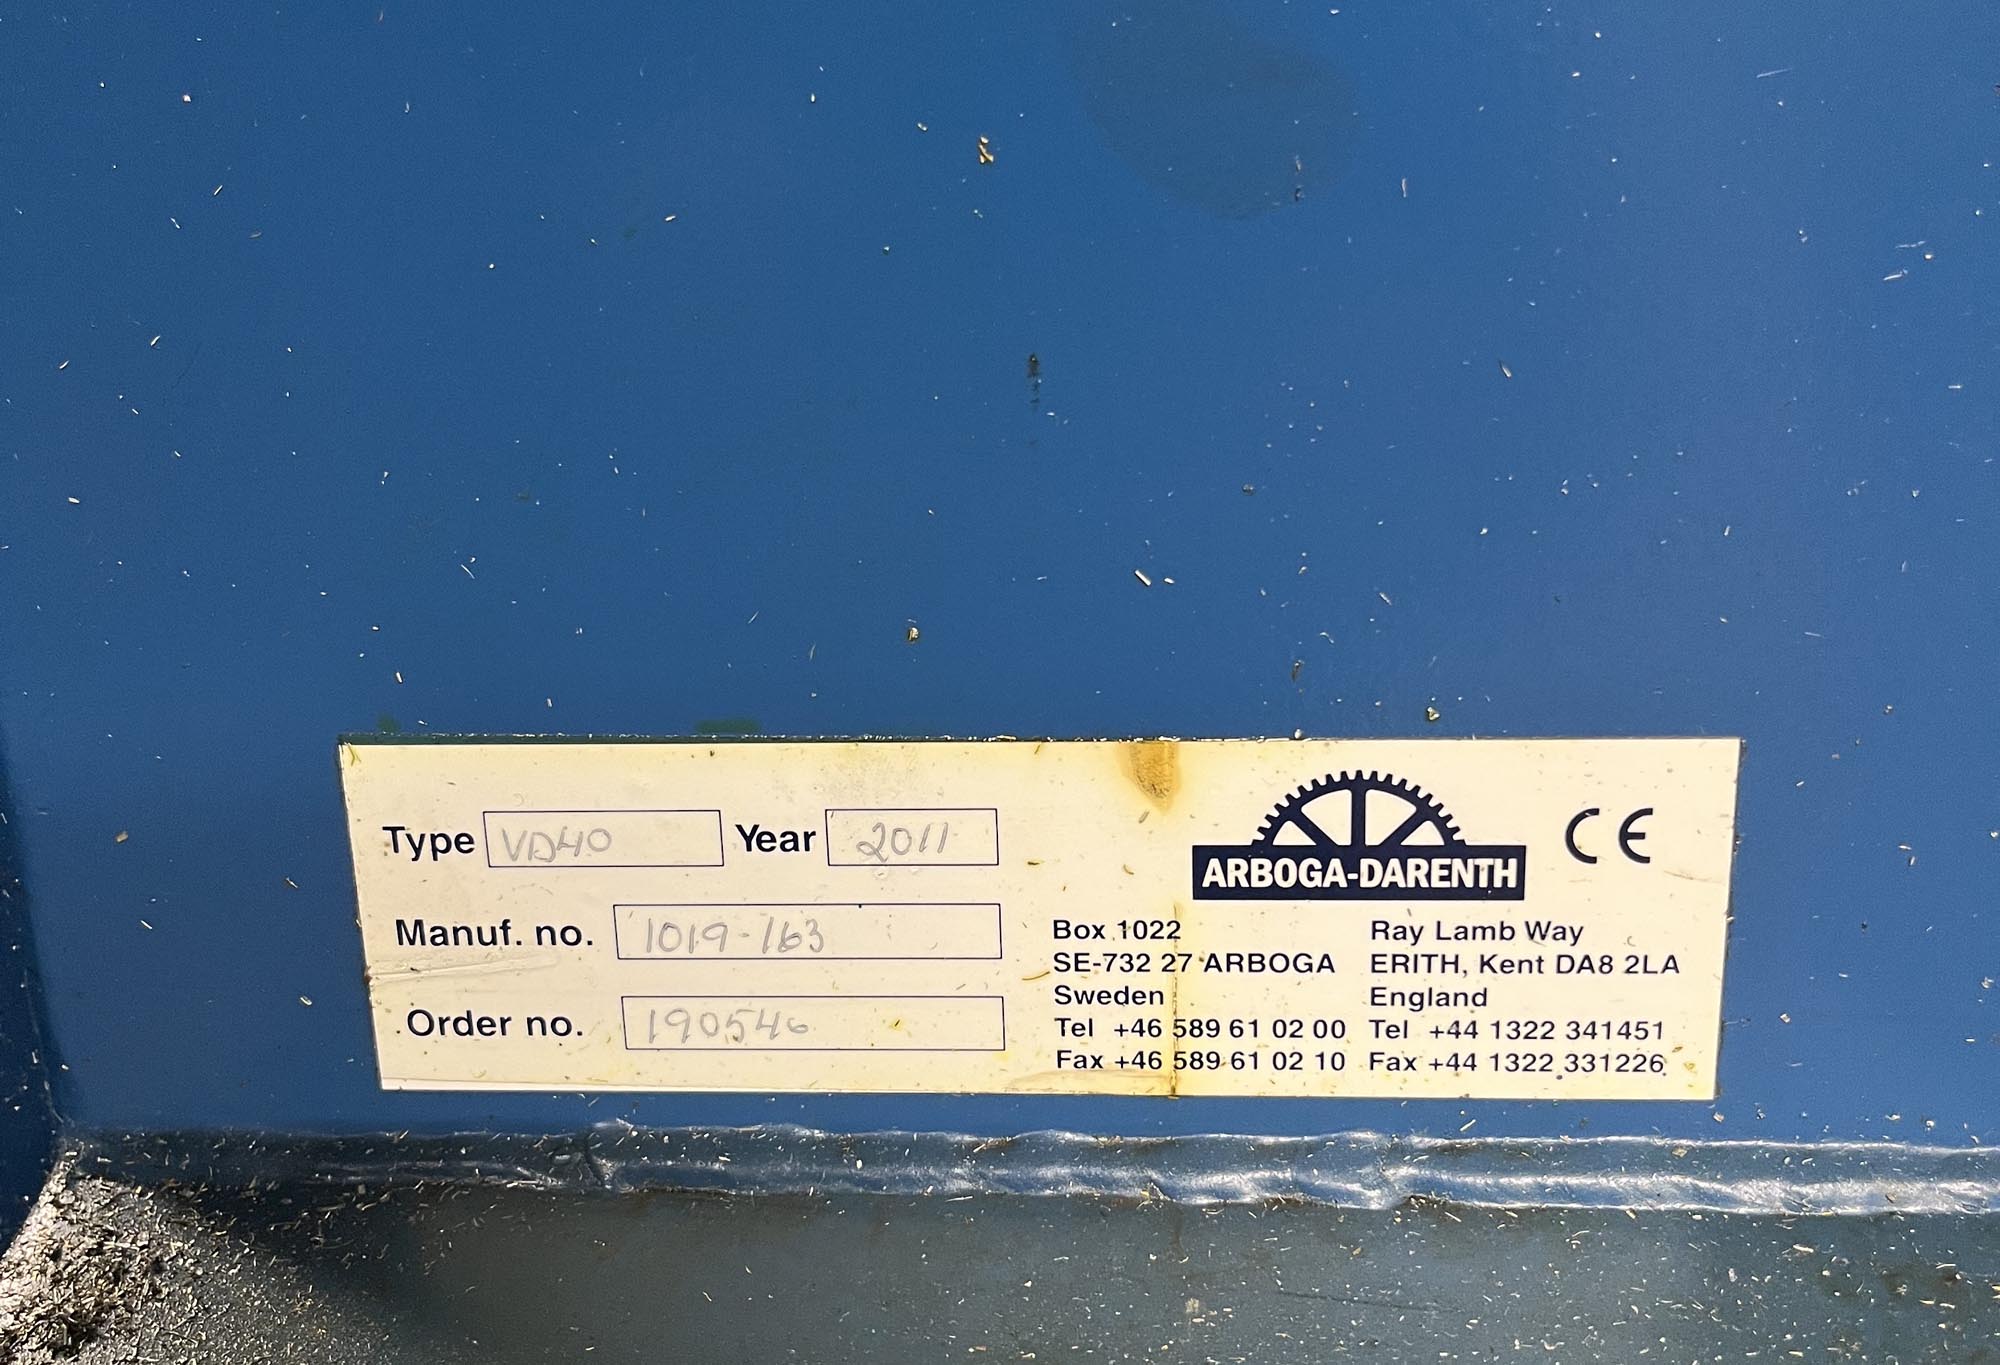 Type VD40 Year 2011
Manuf. no. 1019-163
Order no. 190546
ARBOGA-DARENTH CE
Box 1022
SE-732 27 ARBOGA
Sweden
Tel +46 589 61 02 00
Fax +46 589 61 02 10
Ray Lamb Way
ERITH, Kent DA8 2LA
England
Tel +44 1322 341451
Fax +44 1322 331226